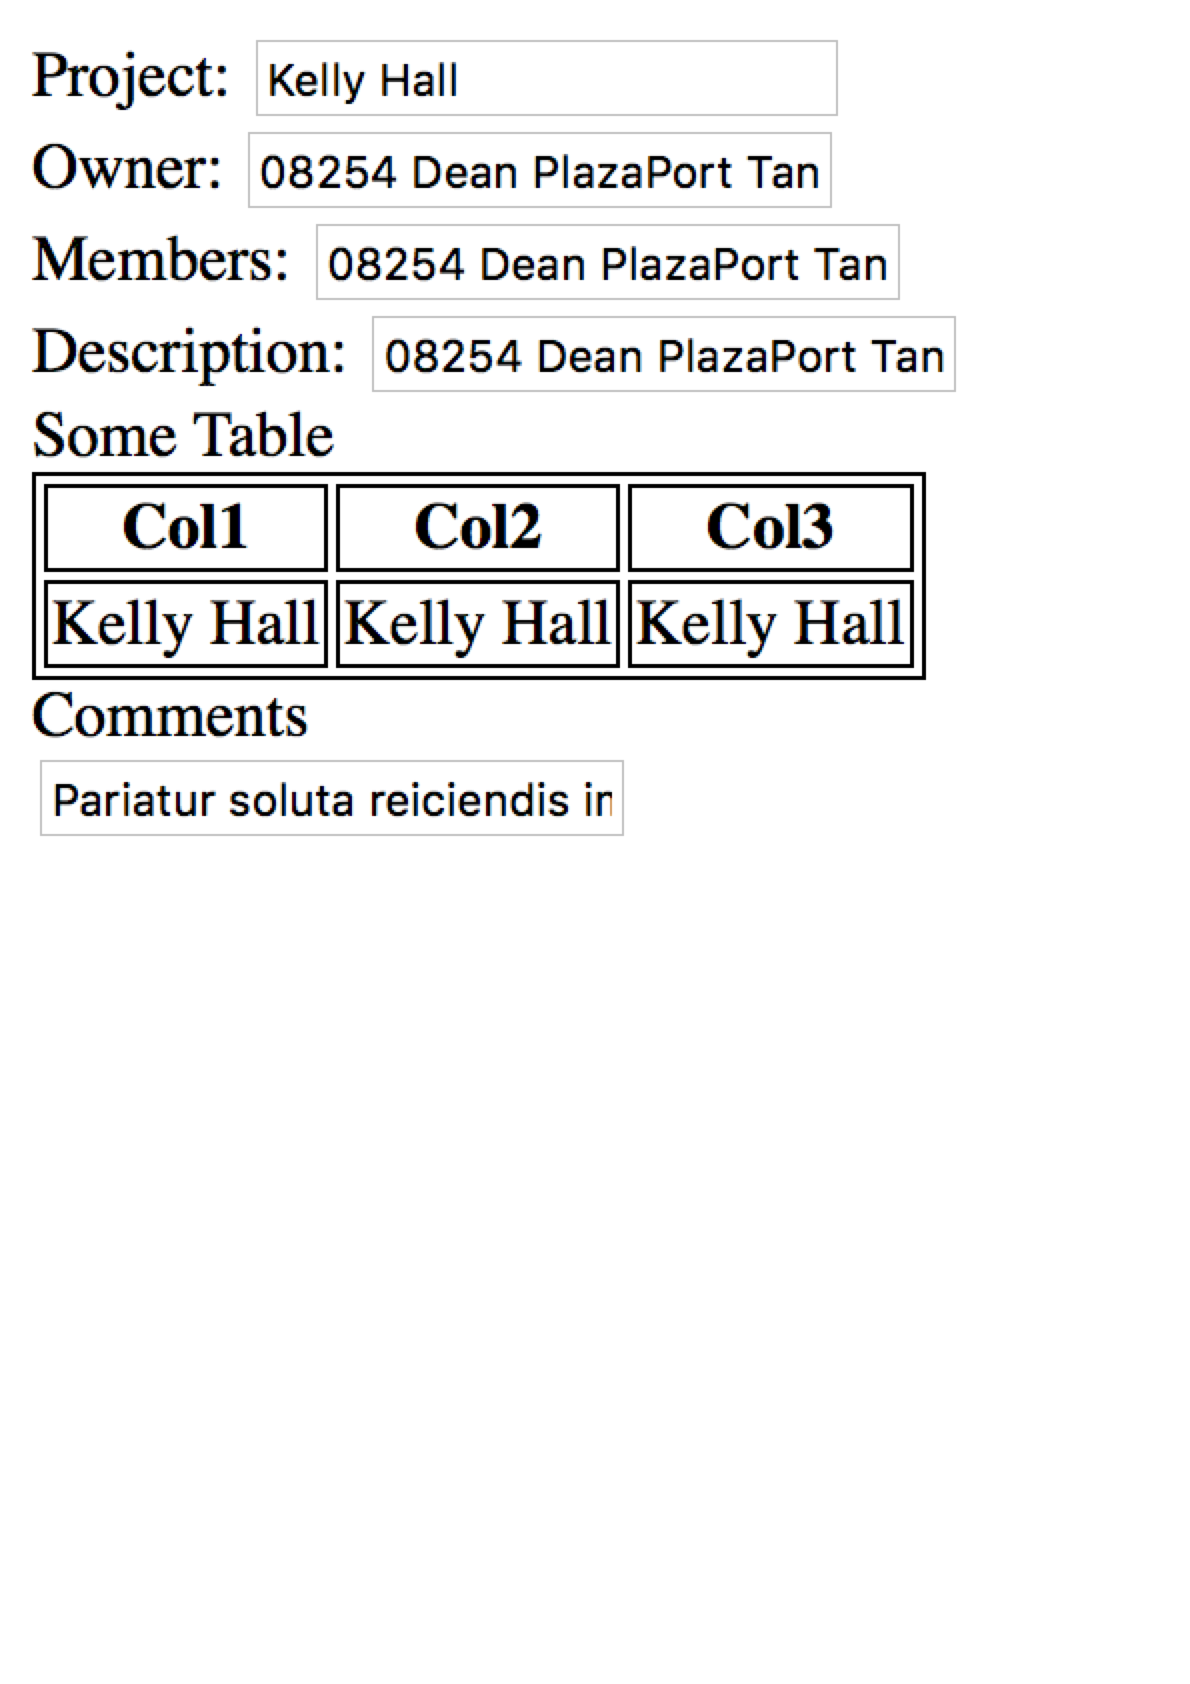 Project: Kelly Hall
Owner: 08254 Dean PlazaPort Tan
Members: 08254 Dean PlazaPort Tan
Description: 08254 Dean PlazaPort Tan
Some Table
Col1 Col2 Col3
Kelly Hall Kelly Hall Kelly Hall
Comments
Pariatur soluta reiciendis